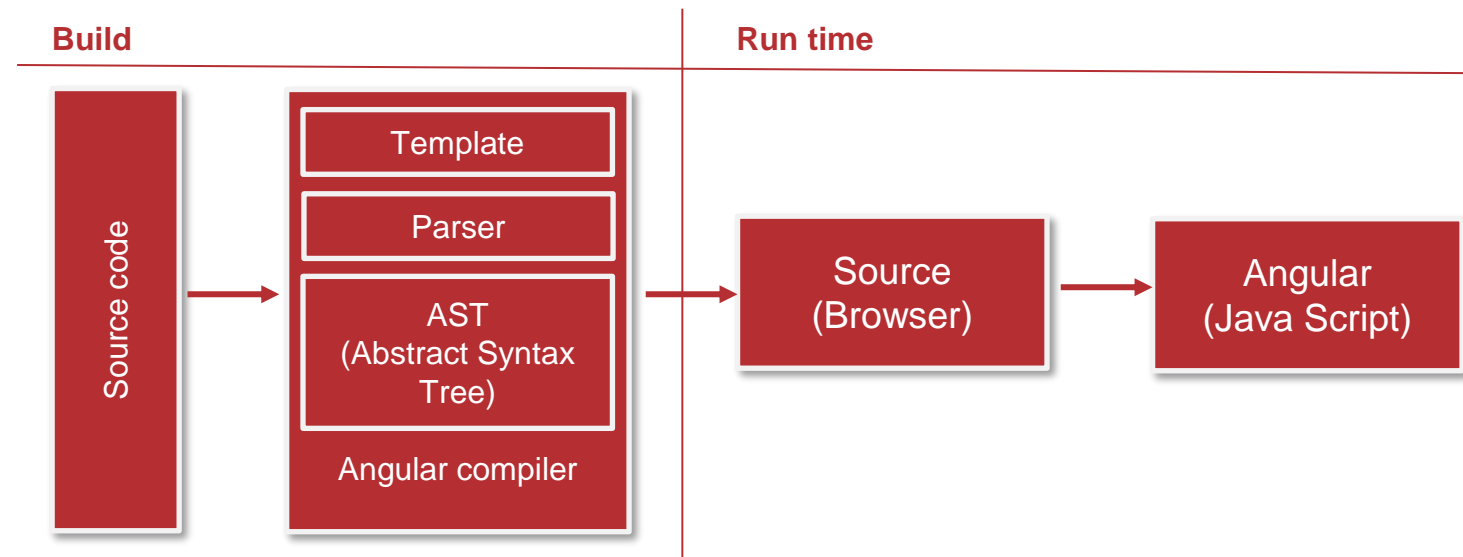 Build
Run time
Source code
Template
Parser
AST
(Abstract Syntax
Tree)
Angular compiler
Source
(Browser)
Angular
(Java Script)